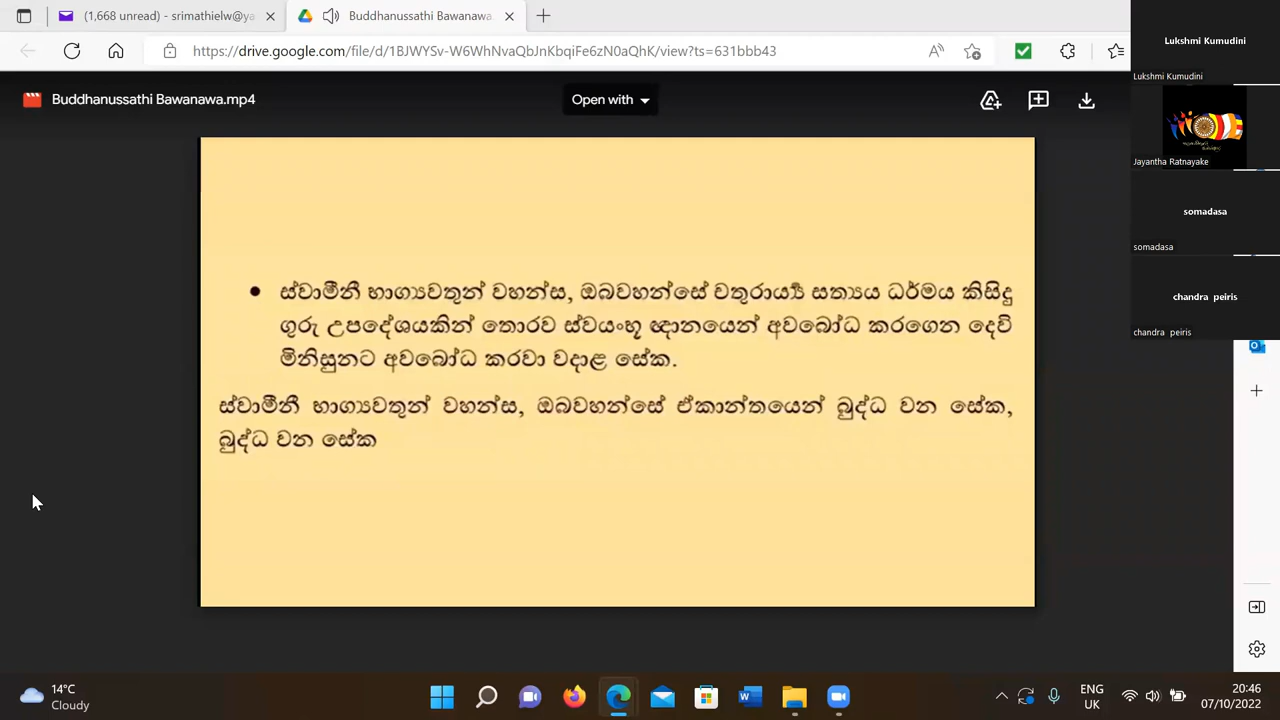 (1,668 unread) - srimathielw@ya
Buddhanussathi Bawanawa.
https://drive.google.com/file/d/1BJWYSv-W6WhNvaQbJnKbqiFe6zN0aQhK/view?ts=631bbb43
Buddhanussathi Bawanawa.mp4
Open with
ස්වාමීනී භාග්‍යවතුන් වහන්ස, ඔබවහන්සේ චතුරාර්‍ය්‍ය සත්‍යය ධර්මය කිසිදු
ගුරු උපදේශයකින් තොරව ස්වයංභූ ඥානයෙන් අවබෝධ කරගෙන දෙව්
මිනිසුනට අවබෝධ කරවා වදාළ සේක.
ස්වාමීනී භාග්‍යවතුන් වහන්ස, ඔබවහන්සේ ඒකාන්තයෙන් බුද්ධ වන සේක,
බුද්ධ වන සේක
Lukshmi Kumudini
Lukshmi Kumudini
Jayantha Ratnayake
somadasa
somadasa
chandra peiris
chandra peiris
14°C
Cloudy
ENG
UK
20:46
07/10/2022